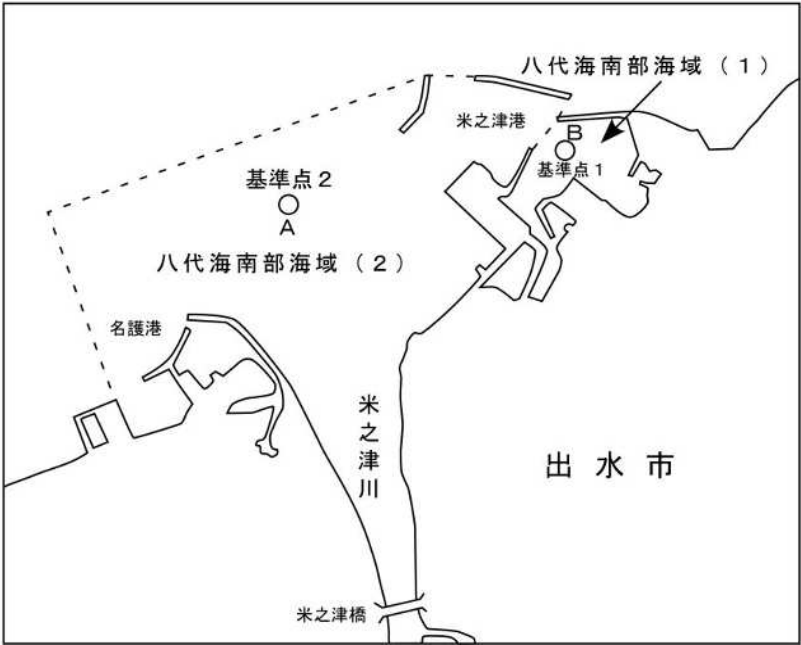 八代海南部海域（1）
米之津港
B
基準点1
基準点2
A
八代海南部海域（2）
名護港
米之津川
出水市
米之津橋